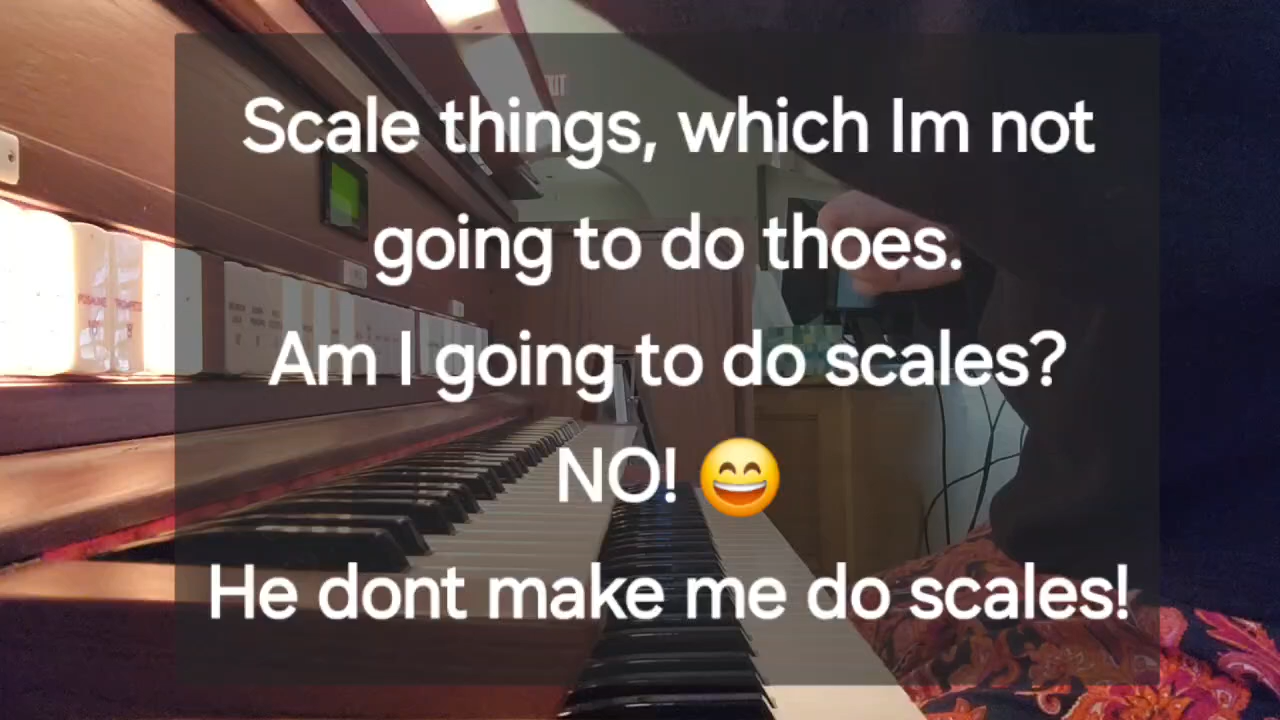 Scale things, which Im not
going to do thoes.
Am I going to do scales?
NO! 😄
He dont make me do scales!